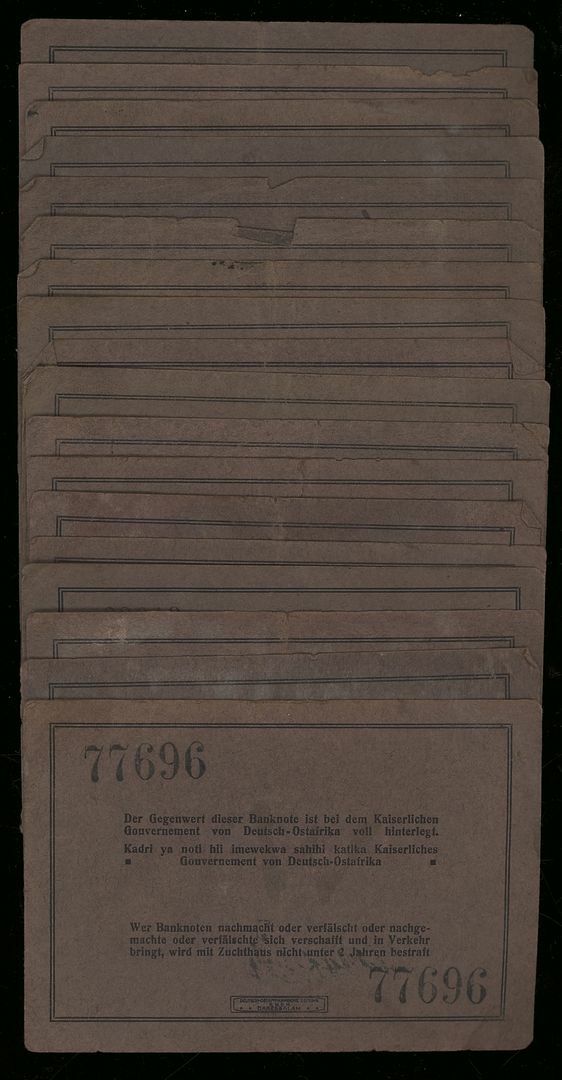 77696
Der Gegenwert dieser Banknote ist bei dem Kaiserlichen
Gouvernement von Deutsch-Ostafrika voll hinterlegt.
Kadri ya noti hii imewekwa sahihi katika Kaiserliches
Gouvernement von Deutsch-Ostafrika
Wer Banknoten nachmacht oder verfälscht oder nachge-
machte oder verfälschte sich verschafft und in Verkehr
bringt, wird mit Zuchthaus nicht unter 2 Jahren bestraft
77696
DARESSALAM